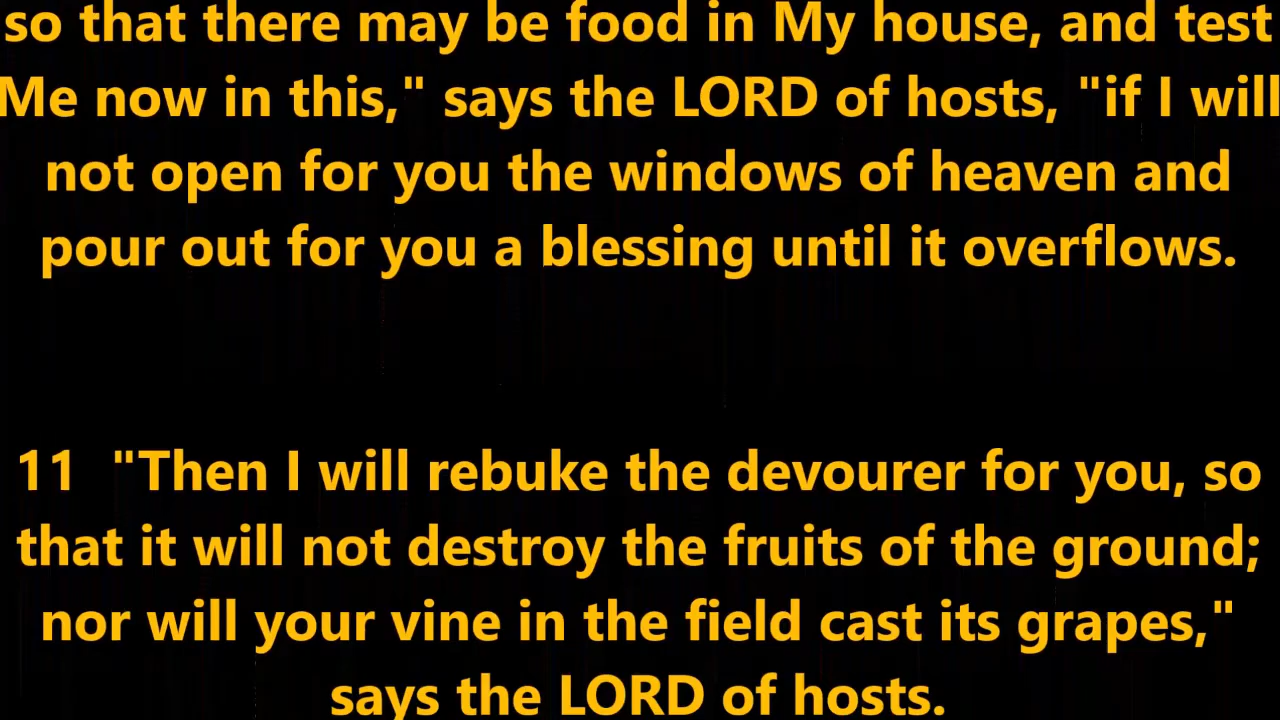 so that there may be food in My house, and test
Me now in this," says the LORD of hosts, "if I will
not open for you the windows of heaven and
pour out for you a blessing until it overflows.
11 "Then I will rebuke the devourer for you, so
that it will not destroy the fruits of the ground;
nor will your vine in the field cast its grapes,"
says the LORD of hosts.